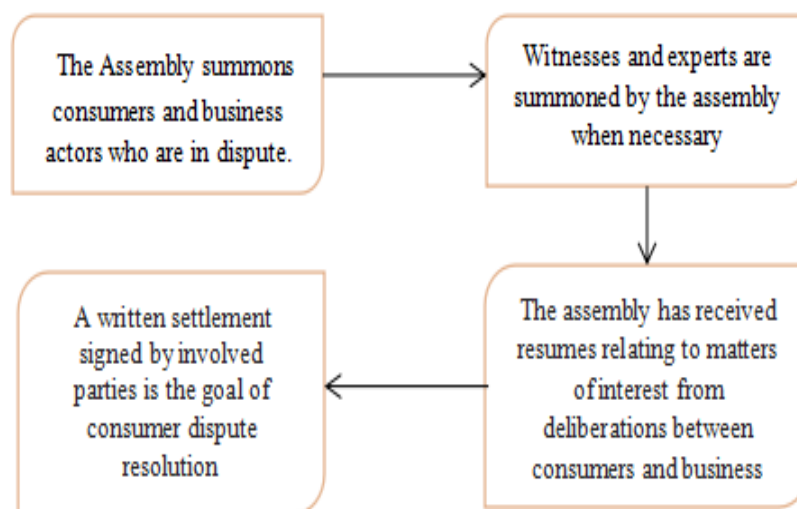 The Assembly summons
consumers and business
actors who are in dispute.
Witnesses and experts are
summoned by the assembly
when necessary
The assembly has received
resumes relating to matters
of interest from
deliberations between
consumers and business
A written settlement
signed by involved
parties is the goal of
consumer dispute
resolution